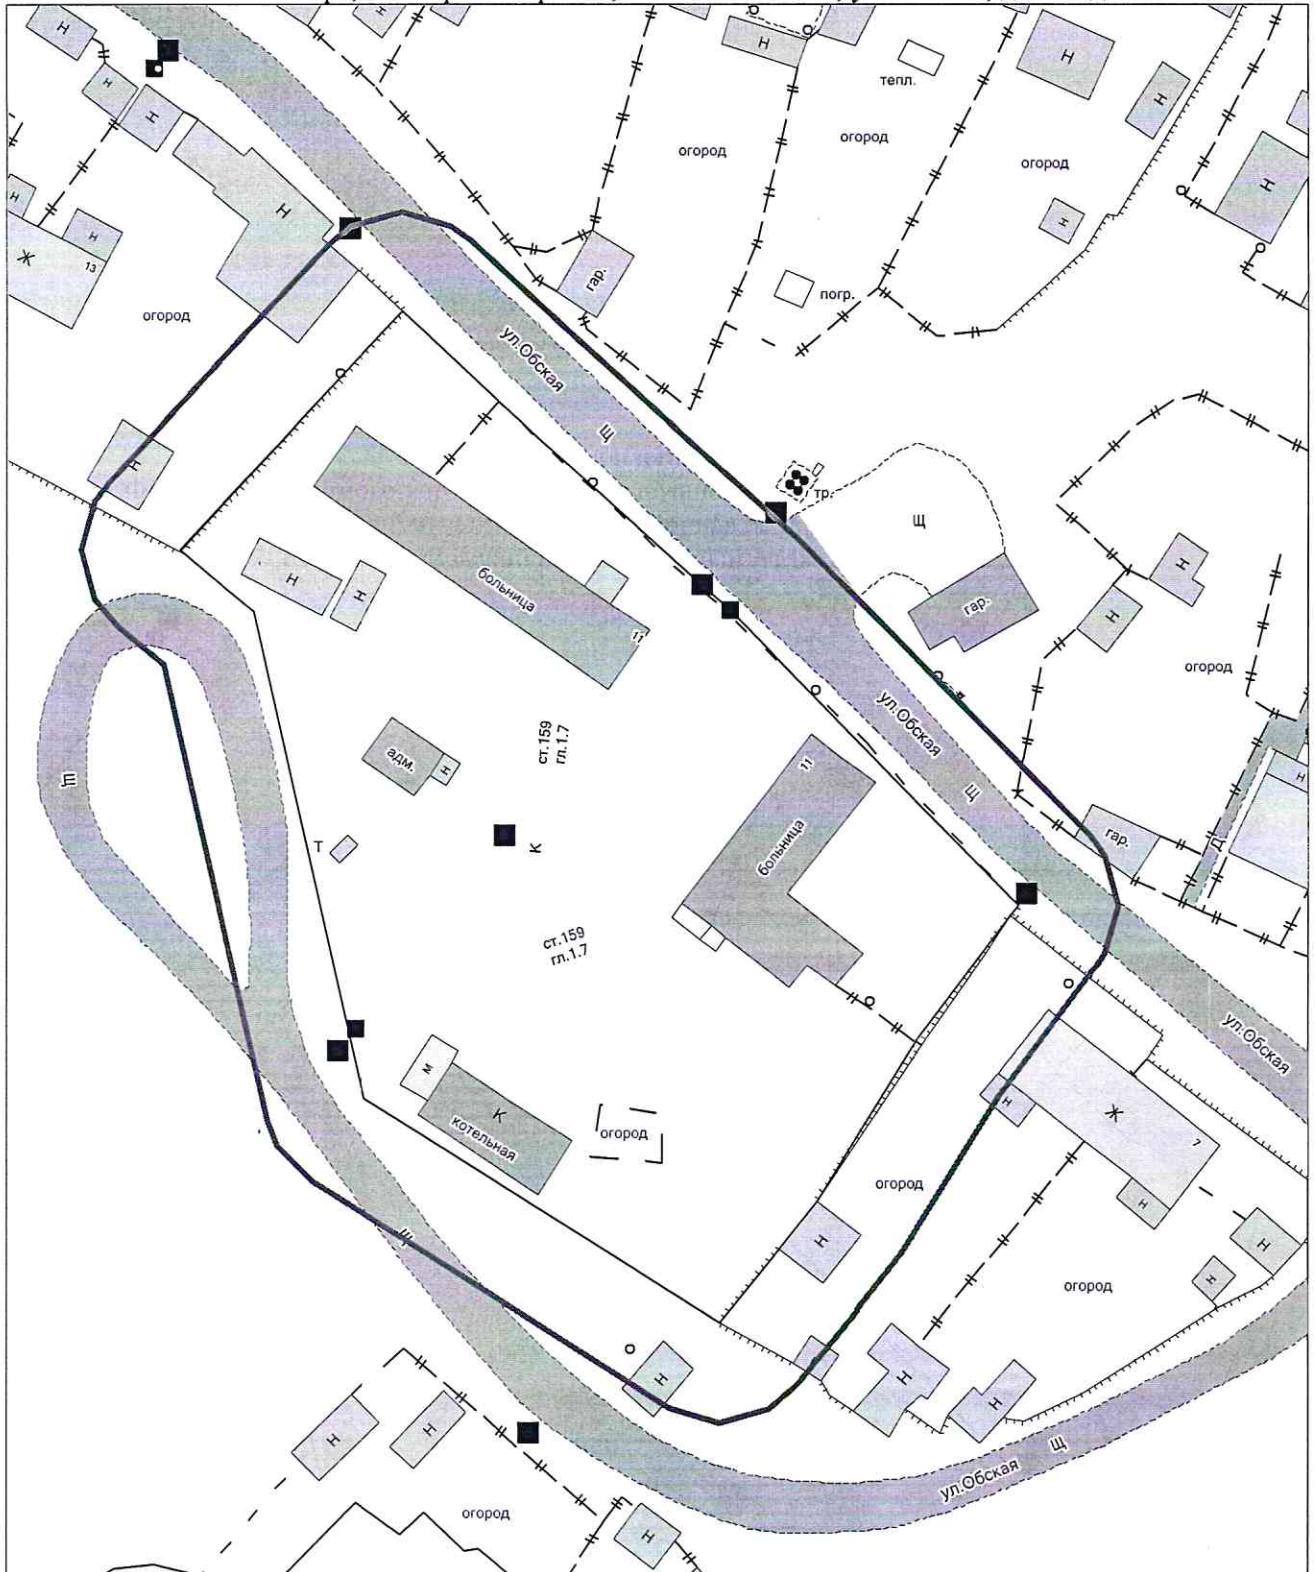 Н
Н
тепл.
Н
Н
Н
Н
огород
огород
огород
Н
Н
Н
Н
Н
Ж
13
гар.
погр.
огород
ул.Обская
Щ
Н
тр.
Щ
больница
11
Н
Н
гар.
Н
Н
огород
ст.159
гл.1.7
адм.
Н
ул.Обская
Щ
11
больница
Щ
Т
К
гар.
Д
Н
ст.159
гл.1.7
ул.Обская
М
К
котельная
огород
Н
Ж
7
огород
Н
Н
Н
Н
Щ
огород
Н
Н
Н
Н
Н
ул.Обская
Щ
огород
Н